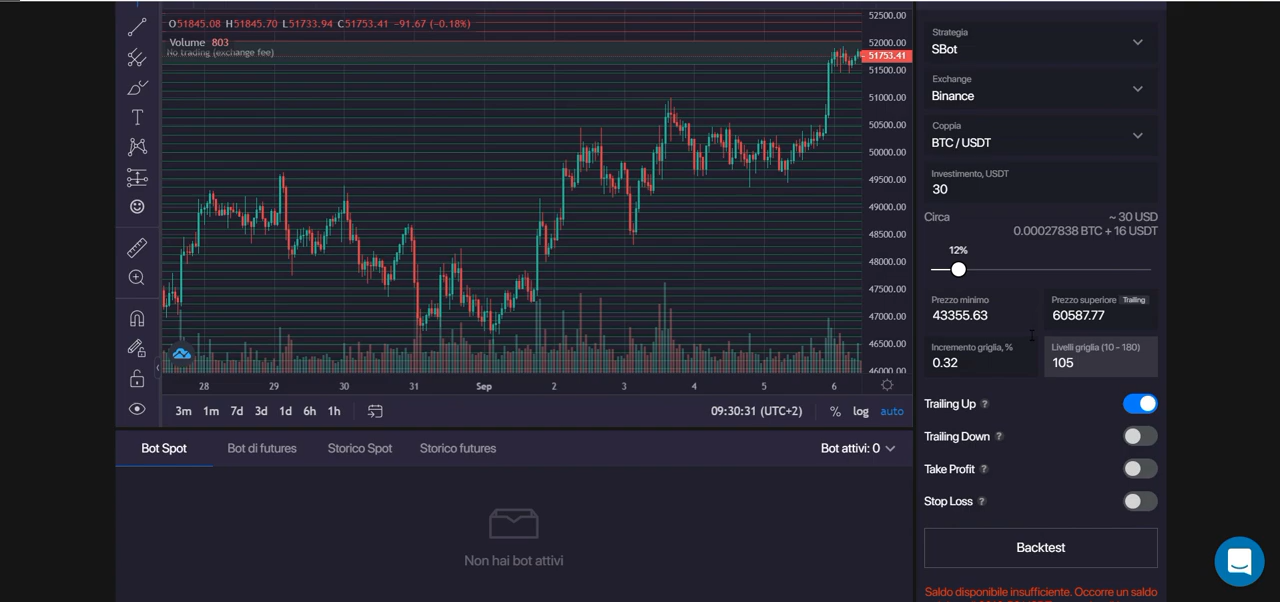 O51845.08 H51845.70 L51733.94 C51753.41 -91.67 (-0.18%)
Volume 803
No trading (exchange fee)
52500.00
52000.00
51753.41
51500.00
51000.00
50500.00
50000.00
49500.00
49000.00
48500.00
48000.00
47500.00
47000.00
46500.00
46000.00
28 29 30 31 Sep 2 3 4 5 6
3m 1m 7d 3d 1d 6h 1h 09:30:31 (UTC+2) % log auto
Bot Spot Bot di futures Storico Spot Storico futures Bot attivi: 0
Non hai bot attivi
Strategia
SBot
Exchange
Binance
Coppia
BTC / USDT
Investimento, USDT
30
Circa ~ 30 USD
0.00027838 BTC + 16 USDT
12%
Prezzo minimo
43355.63
Prezzo superiore Trailing
60587.77
Incremento griglia, %
0.32
Livelli griglia (10 - 180)
105
Trailing Up ?
Trailing Down ?
Take Profit ?
Stop Loss ?
Backtest
Saldo disponibile insufficiente. Occorre un saldo